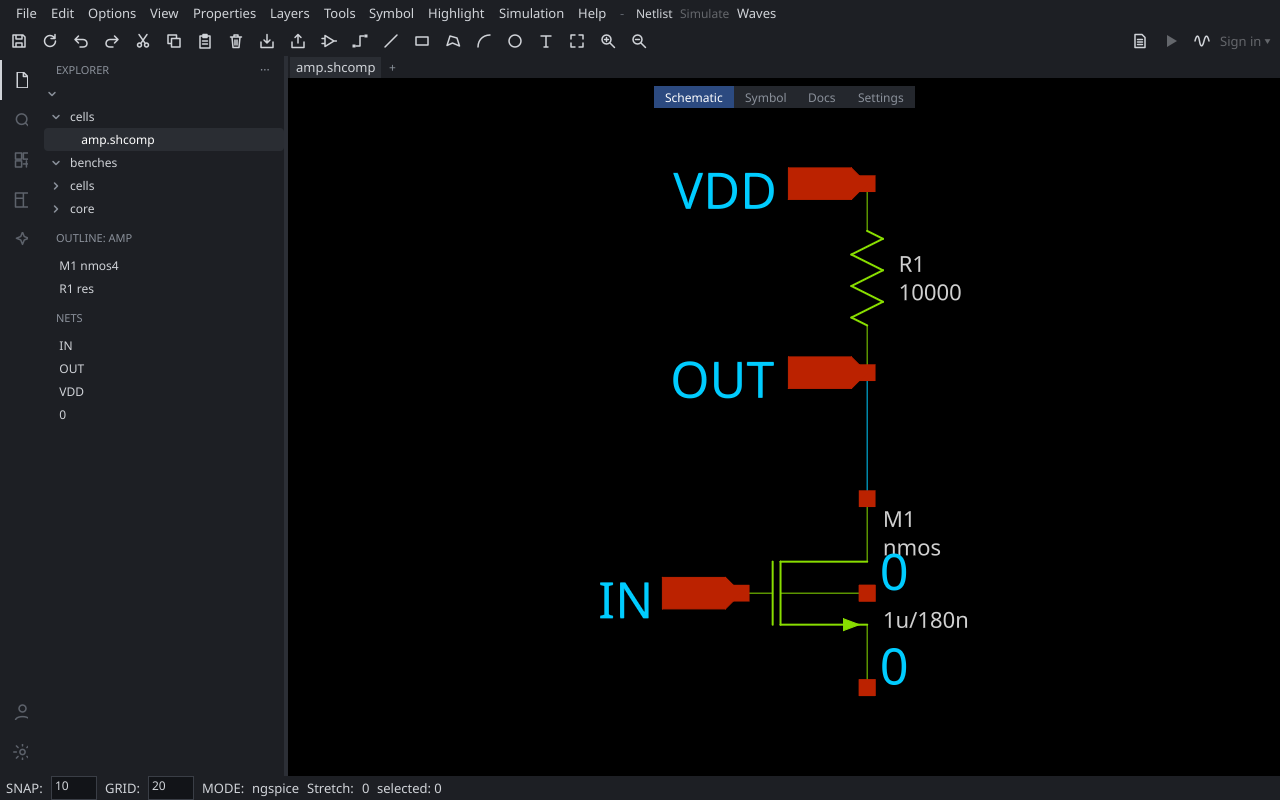 File Edit Options View Properties Layers Tools Symbol Highlight Simulation Help - Netlist Simulate Waves
Sign in
EXPLORER ...
amp.shcomp +
cells
amp.shcomp
benches
cells
core
OUTLINE: AMP
M1 nmos4
R1 res
NETS
IN
OUT
VDD
0
Schematic Symbol Docs Settings
VDD
R1
10000
OUT
M1
nmos
0
IN
1u/180n
0
SNAP: 10 GRID: 20 MODE: ngspice Stretch: 0 selected: 0